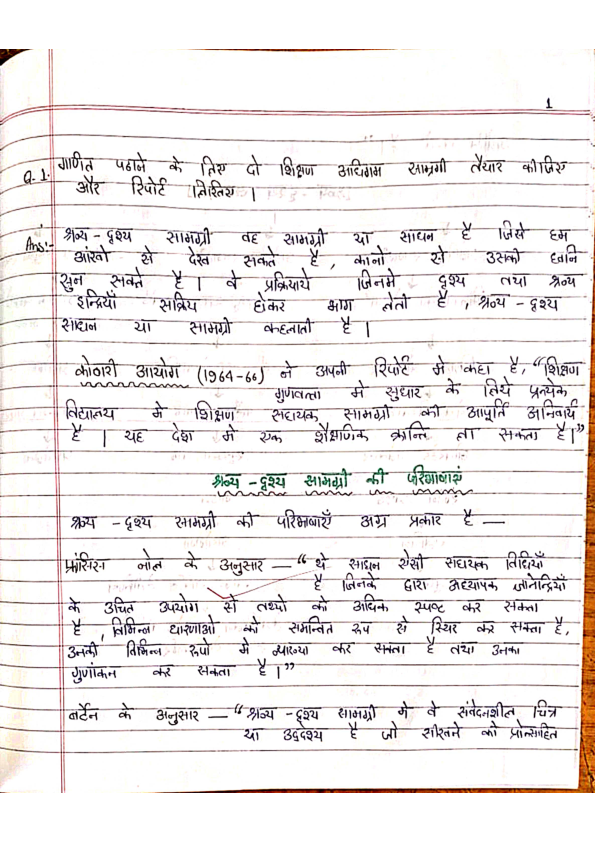 1
Q.1. गणित पढाने के लिए दो शिक्षण अधिगम सामग्री तैयार कीजिए
और रिपोर्ट लिखिए |
Ans:- श्रव्य - दृश्य सामग्री वह सामग्री या साधन है जिसे हम
आंखो से देख सकते है , कानो से उसकी ध्वनि
सुन सकते है | वे प्रक्रियाये जिनमे दृश्य तथा श्रव्य
इन्द्रियाँ सक्रिय होकर भाग लेती है , श्रव्य - दृश्य
साधन या सामग्री कहलाती है |
कोठारी आयोग (1964-66) ने अपनी रिपोर्ट मे कहा है, “शिक्षण
गुणवत्ता मे सुधार के लिये प्रत्येक
विद्यालय मे शिक्षण सहायक सामग्री की आपूर्ति अनिवार्य
है | यह देश मे एक शैक्षणिक क्रान्ति ला सकता है|”
श्रव्य - दृश्य सामग्री की परिभाषाएं
श्रव्य - दृश्य सामग्री की परिभाषाएँ अग्र प्रकार है —
फ्रांसिस नोल के अनुसार — “ थे साधन ऐसी सहायक विधियाँ
है जिनके द्वारा अध्यापक ज्ञानेन्द्रियाँ
के उचित उपयोग से तथ्यो को अधिक स्पष्ट कर सकता
है , विभिन्न धारणाओ को समन्वित रूप से स्थिर कर सकता है,
उनकी विभिन्न रूपो मे व्याख्या कर सकता है तथा उनका
गुणांकन कर सकता है |”
बर्टन के अनुसार — “ श्रव्य - दृश्य सामग्री मे वे संवेदनशील चित्र
या उद्देश्य है जो सीखने को प्रोत्साहित